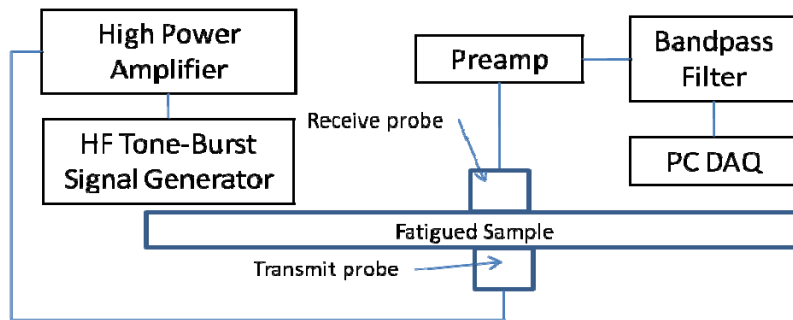 High Power
Amplifier
HF Tone-Burst
Signal Generator
Preamp
Bandpass
Filter
PC DAQ
Receive probe
Fatigued Sample
Transmit probe